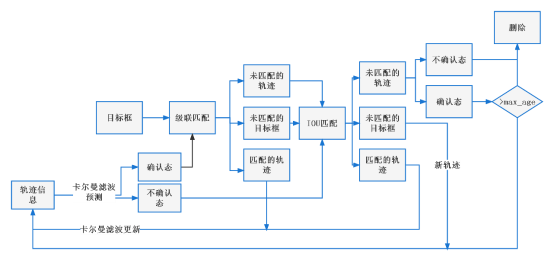 删除
不确认态
未匹配的
轨迹
未匹配的
轨迹
确认态
>max_age
目标框
级联匹配
未匹配的
目标框
IOU匹配
未匹配的
目标框
确认态
匹配的轨
迹
匹配的轨
迹
新轨迹
轨迹信
息
卡尔曼滤波
预测
不确认
态
卡尔曼滤波更新